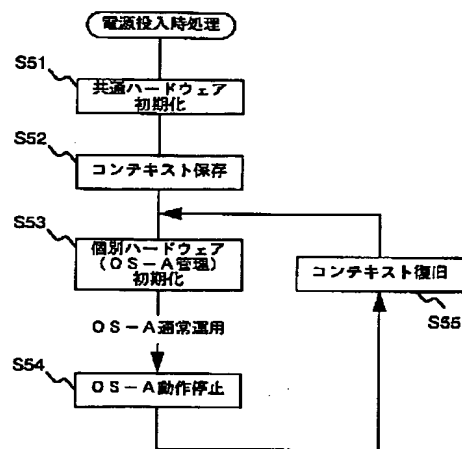 電源投入時処理
S51
共通ハードウェア
初期化
S52
コンテキスト保存
S53
個別ハードウェア
(OS-A管理)
初期化
コンテキスト復旧
S55
OS-A通常運用
S54
OS-A動作停止